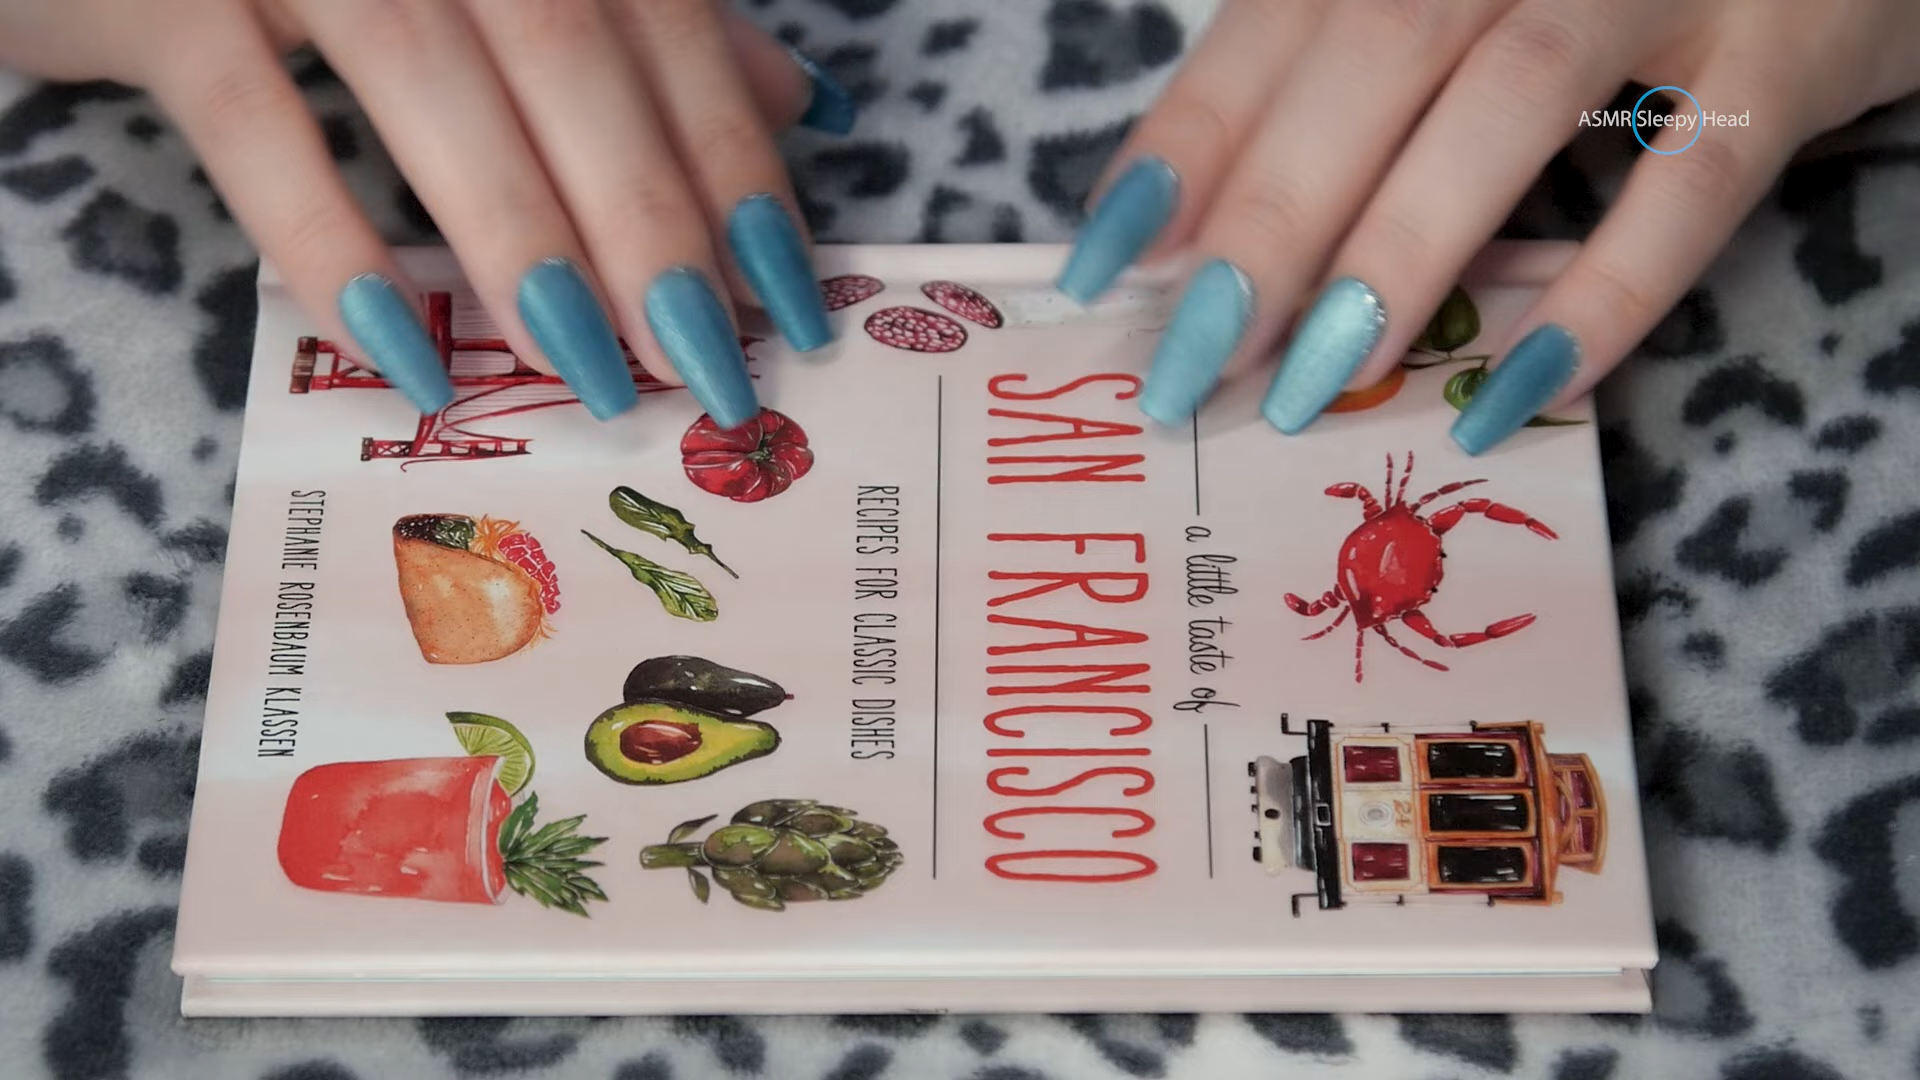 ASMR Sleepy Head
a little taste of
SAN FRANCISCO
RECIPES FOR CLASSIC DISHES
STEPHANIE ROSENBAUM KLASSEN
24